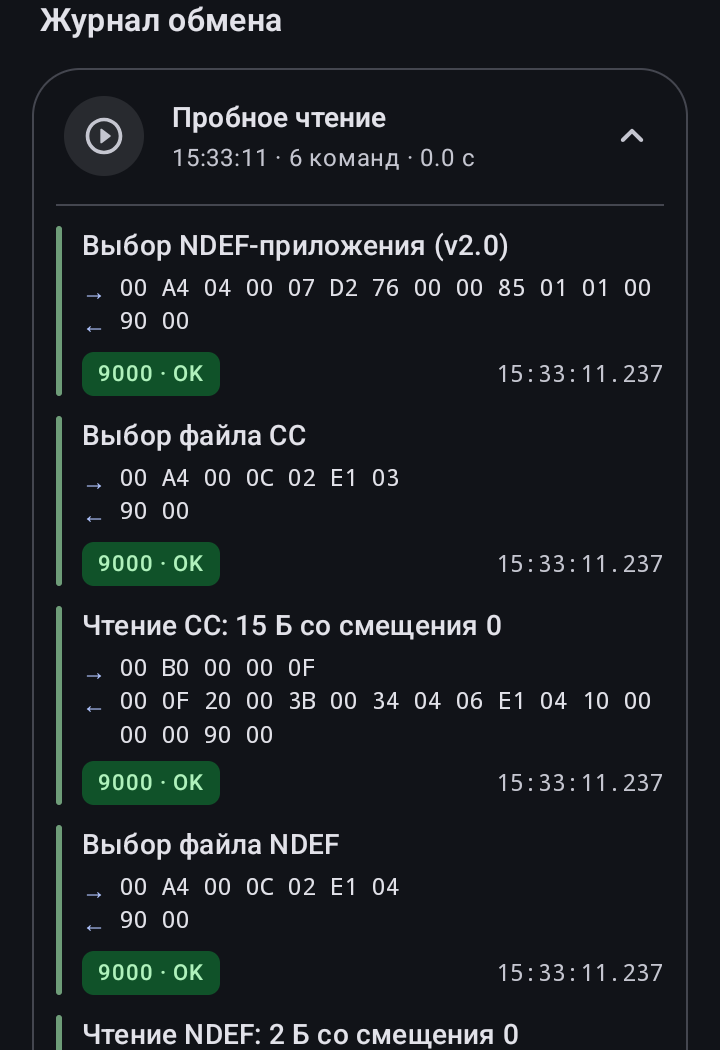 Журнал обмена
Пробное чтение
15:33:11 · 6 команд · 0.0 с
Выбор NDEF-приложения (v2.0)
→ 00 A4 04 00 07 D2 76 00 00 85 01 01 00
← 90 00
9000 · OK 15:33:11.237
Выбор файла CC
→ 00 A4 00 0C 02 E1 03
← 90 00
9000 · OK 15:33:11.237
Чтение CC: 15 Б со смещения 0
→ 00 B0 00 00 0F
← 00 0F 20 00 3B 00 34 04 06 E1 04 10 00
00 00 90 00
9000 · OK 15:33:11.237
Выбор файла NDEF
→ 00 A4 00 0C 02 E1 04
← 90 00
9000 · OK 15:33:11.237
Чтение NDEF: 2 Б со смещения 0